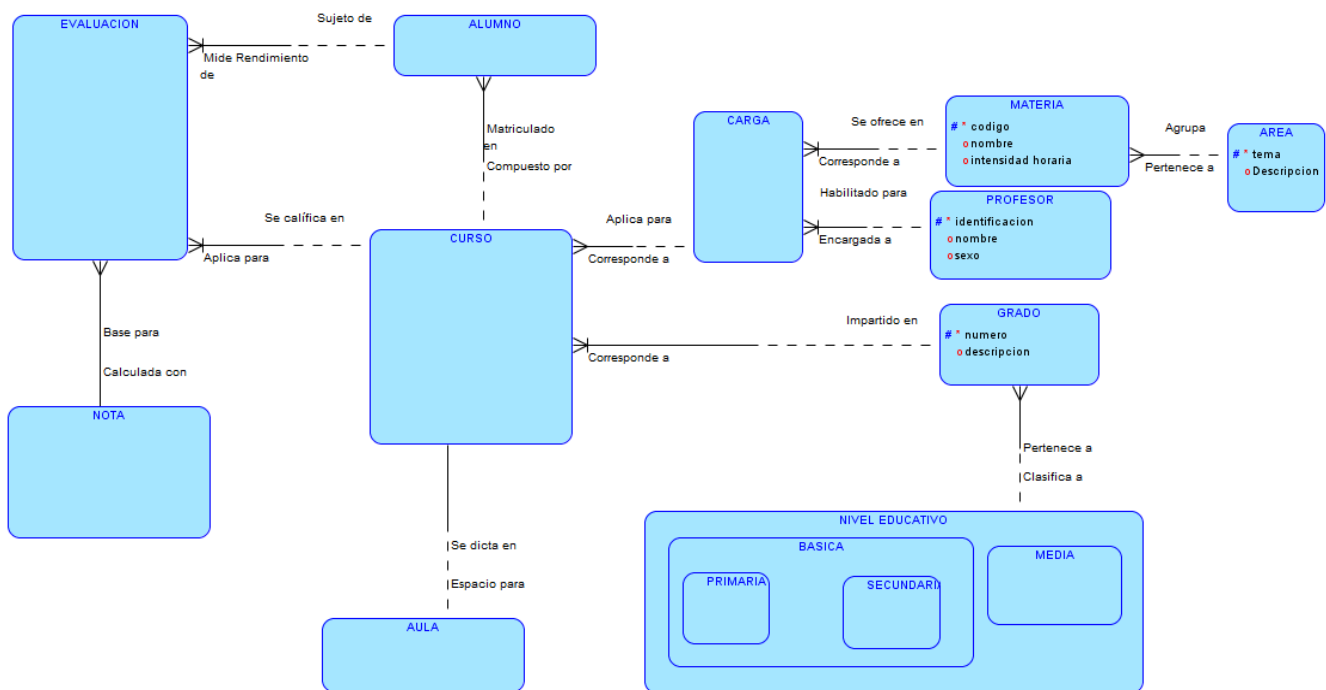 EVALUACION
Sujeto de
ALUMNO
Mide Rendimiento
de
Matriculado
en
Compuesto por
CARGA
Se ofrece en
Corresponde a
MATERIA
# * codigo
o nombre
o intensidad horaria
Agrupa
Pertenece a
AREA
# * tema
o Descripcion
Habilitado para
Encargada a
PROFESOR
# * identificacion
o nombre
o sexo
Se califica en
Aplica para
CURSO
Aplica para
Corresponde a
Impartido en
Corresponde a
GRADO
# * numero
o descripcion
Base para
Calculada con
NOTA
Pertenece a
Clasifica a
Se dicta en
Espacio para
AULA
NIVEL EDUCATIVO
BASICA
PRIMARIA
SECUNDARI
MEDIA